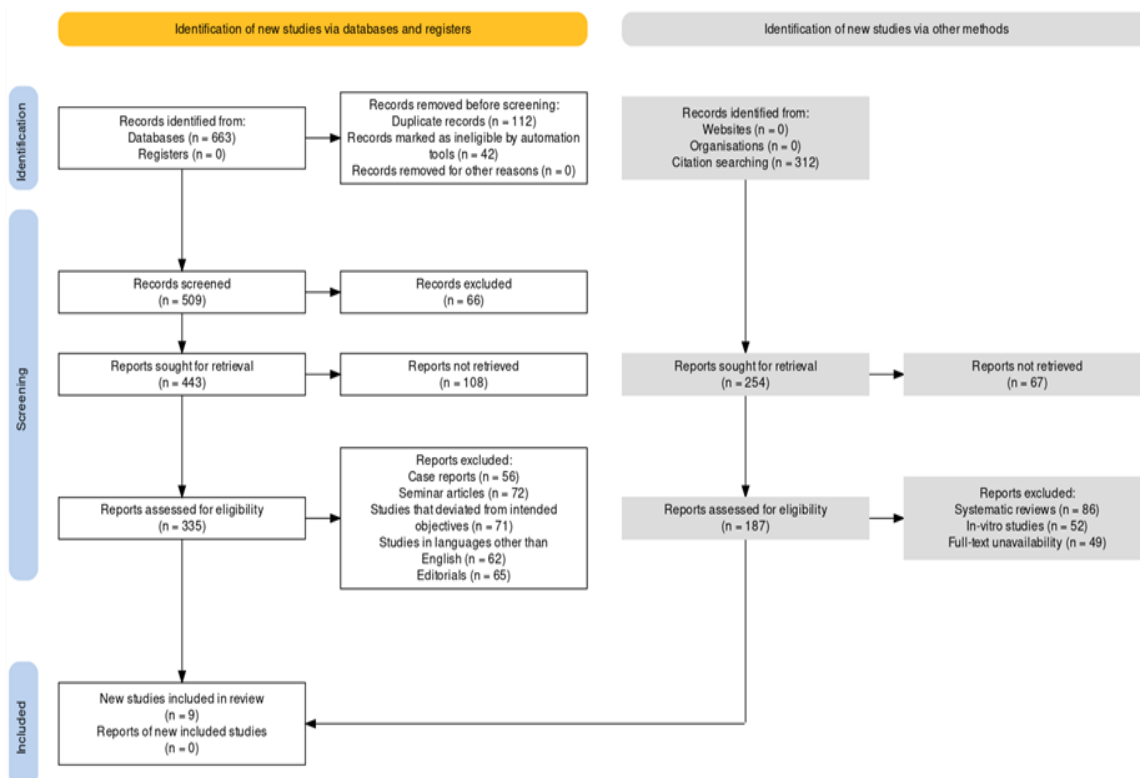 Identification of new studies via databases and registers
Identification of new studies via other methods
Identification
Records identified from:
Databases (n = 663)
Registers (n = 0)
Records removed before screening:
Duplicate records (n = 112)
Records marked as ineligible by automation
tools (n = 42)
Records removed for other reasons (n = 0)
Records identified from:
Websites (n = 0)
Organisations (n = 0)
Citation searching (n = 312)
Screening
Records screened
(n = 509)
Records excluded
(n = 66)
Reports sought for retrieval
(n = 443)
Reports not retrieved
(n = 108)
Reports sought for retrieval
(n = 254)
Reports not retrieved
(n = 67)
Reports assessed for eligibility
(n = 335)
Reports excluded:
Case reports (n = 56)
Seminar articles (n = 72)
Studies that deviated from intended
objectives (n = 71)
Studies in languages other than
English (n = 62)
Editorials (n = 65)
Reports assessed for eligibility
(n = 187)
Reports excluded:
Systematic reviews (n = 86)
In-vitro studies (n = 52)
Full-text unavailability (n = 49)
Included
New studies included in review
(n = 9)
Reports of new included studies
(n = 0)